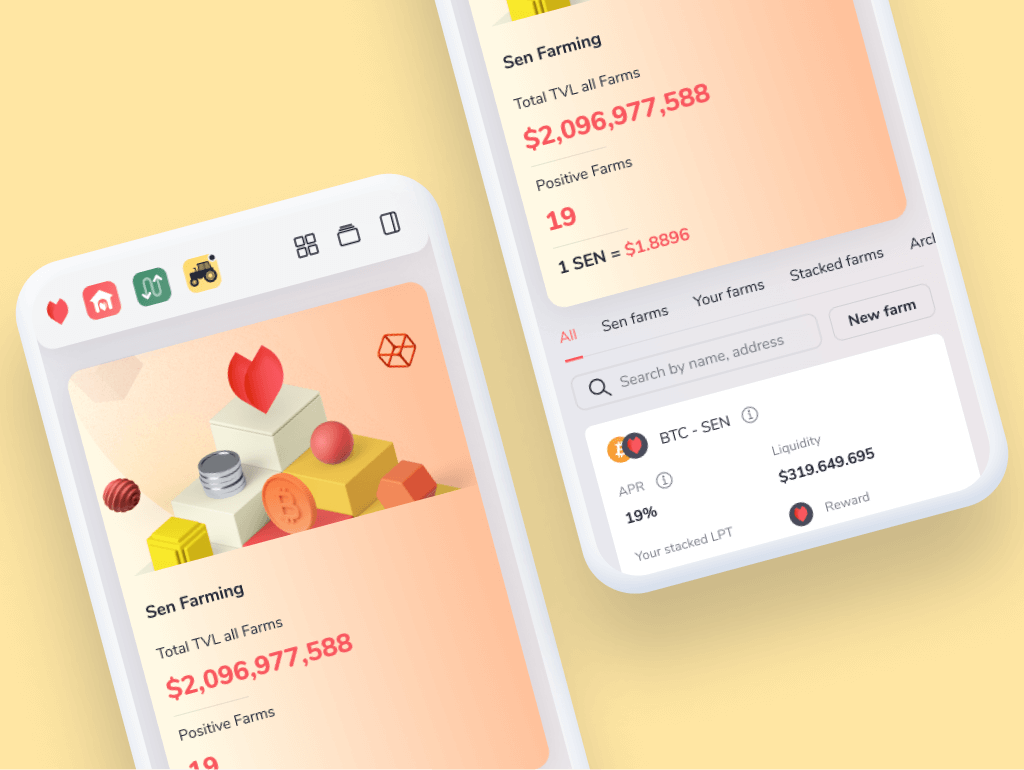 Sen Farming
Total TVL all Farms
$2,096,977,588
Positive Farms
19
Sen Farming
Total TVL all Farms
$2,096,977,588
Positive Farms
19
1 SEN = $1.8896
All Sen farms Your farms Stacked farms
Search by name, address
New farm
BTC - SEN
APR
19%
Liquidity
$319.649.695
Your stacked LPT
Reward